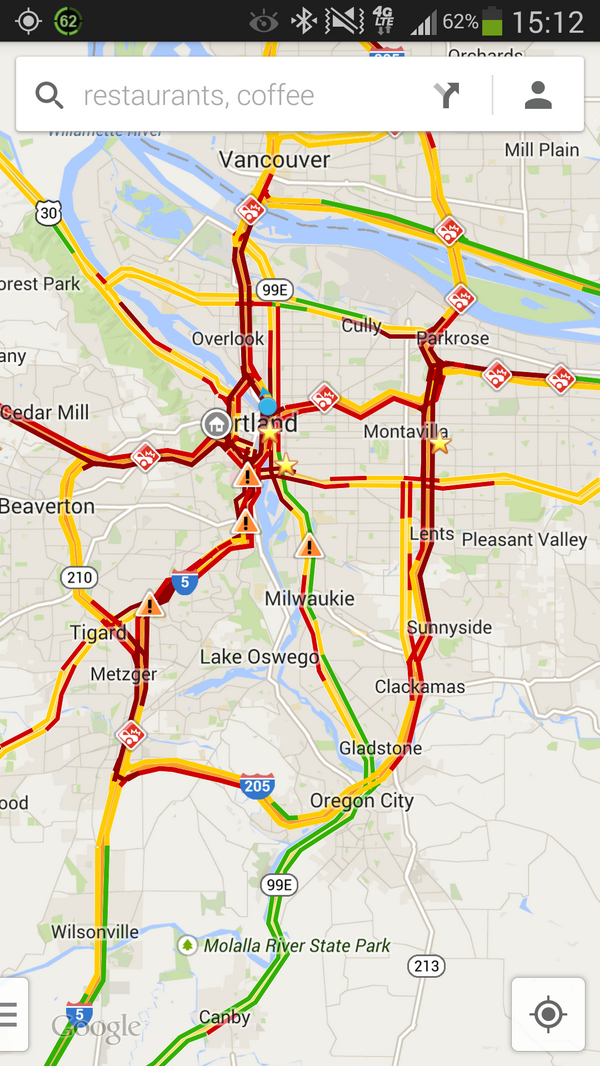 62
4G
LTE
62%
15:12
Orchards
205
restaurants, coffee
Willamette River
Vancouver
Mill Plain
30
orest Park
99E
Overlook
Cully
Parkrose
any
Cedar Mill
rtland
Montavilla
Beaverton
Lents
Pleasant Valley
210
5
Milwaukie
Tigard
Sunnyside
Lake Oswego
Metzger
Clackamas
Gladstone
205
ood
Oregon City
99E
Wilsonville
Molalla River State Park
213
5
Google
Canby